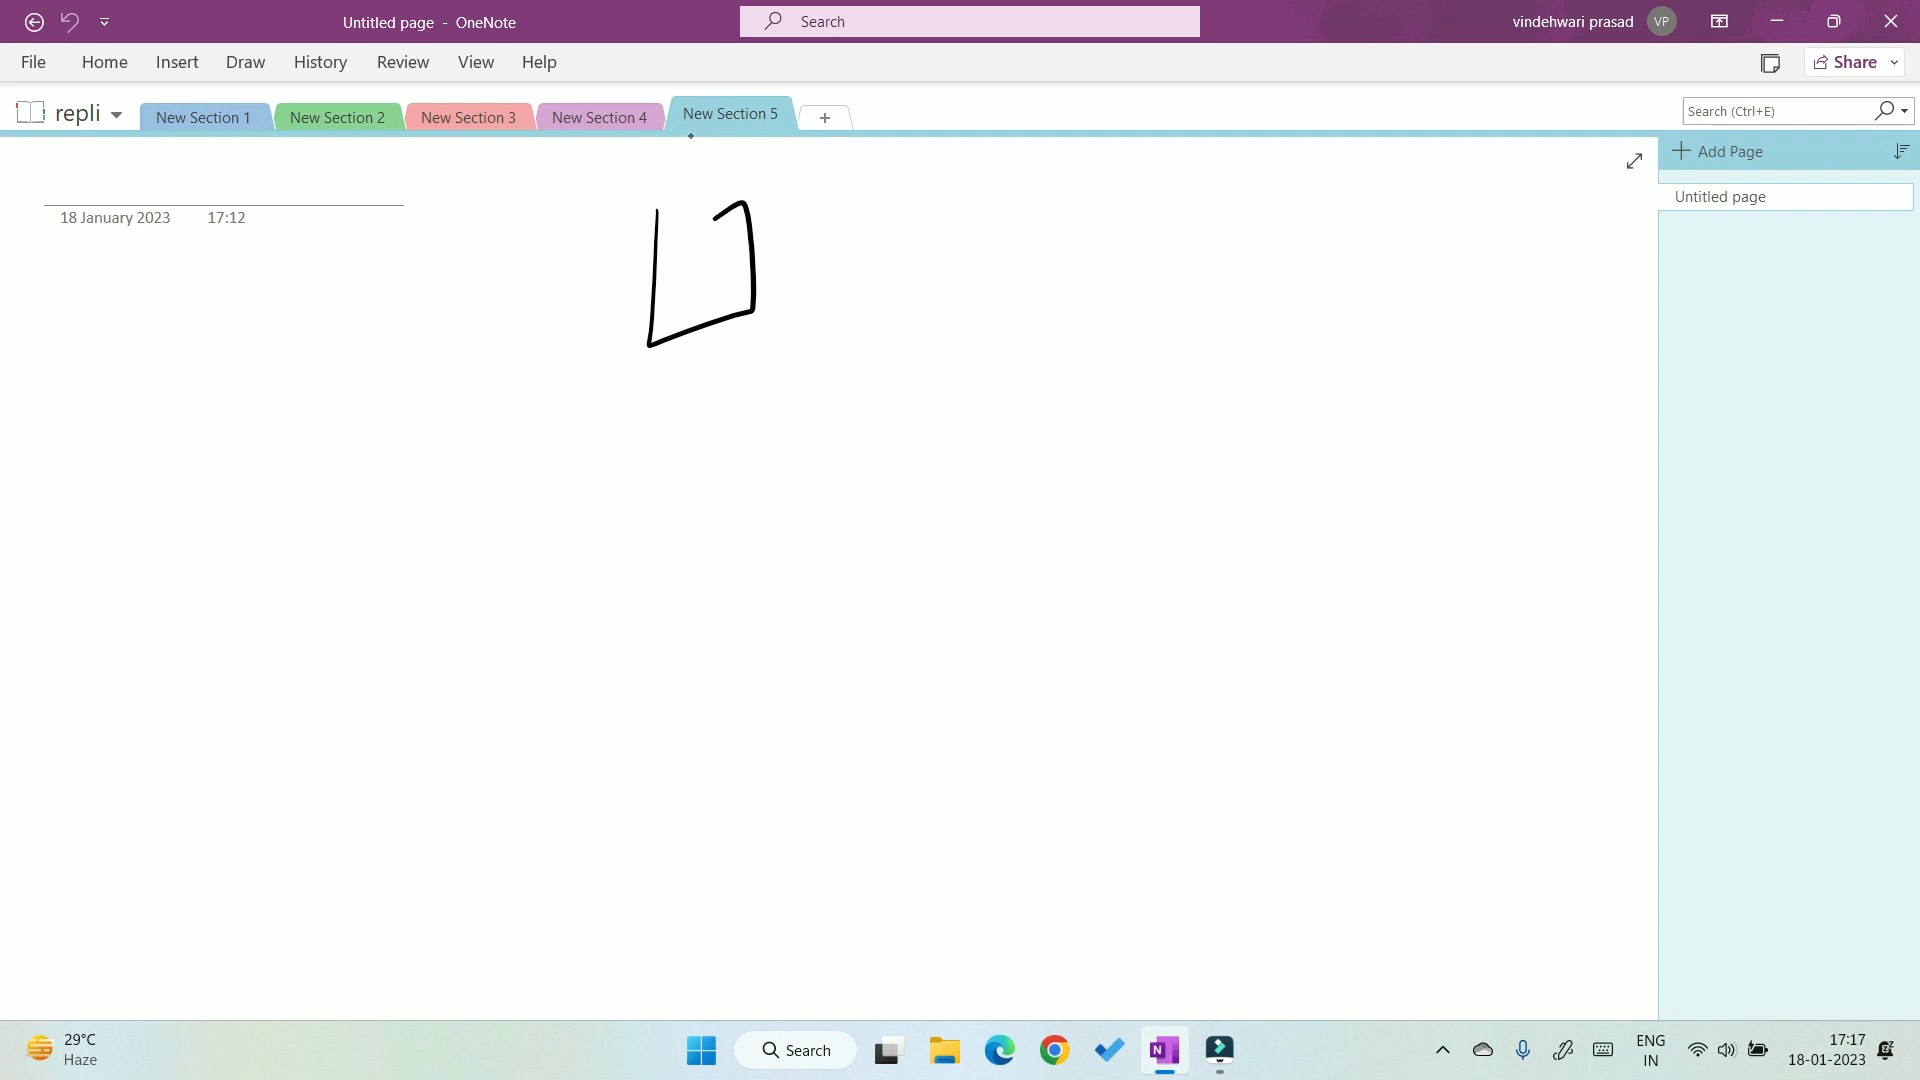 Untitled page - OneNote
Search
vindehwari prasad
VP
File Home Insert Draw History Review View Help
Share
repli
New Section 1
New Section 2
New Section 3
New Section 4
New Section 5
Search (Ctrl+E)
Add Page
Untitled page
18 January 2023 17:12
29°C
Haze
Search
ENG
IN
17:17
18-01-2023